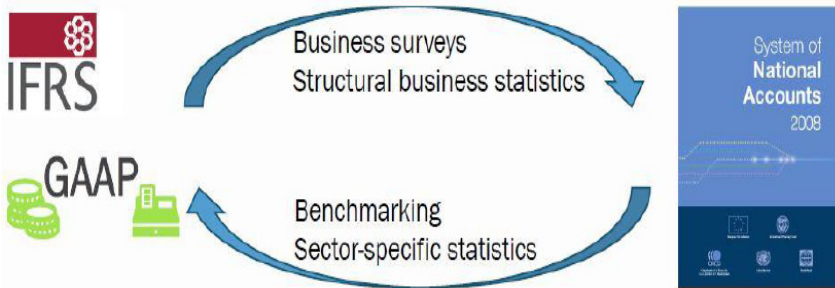 IFRS
GAAP
Business surveys
Structural business statistics
Benchmarking
Sector-specific statistics
System of
National
Accounts
2008